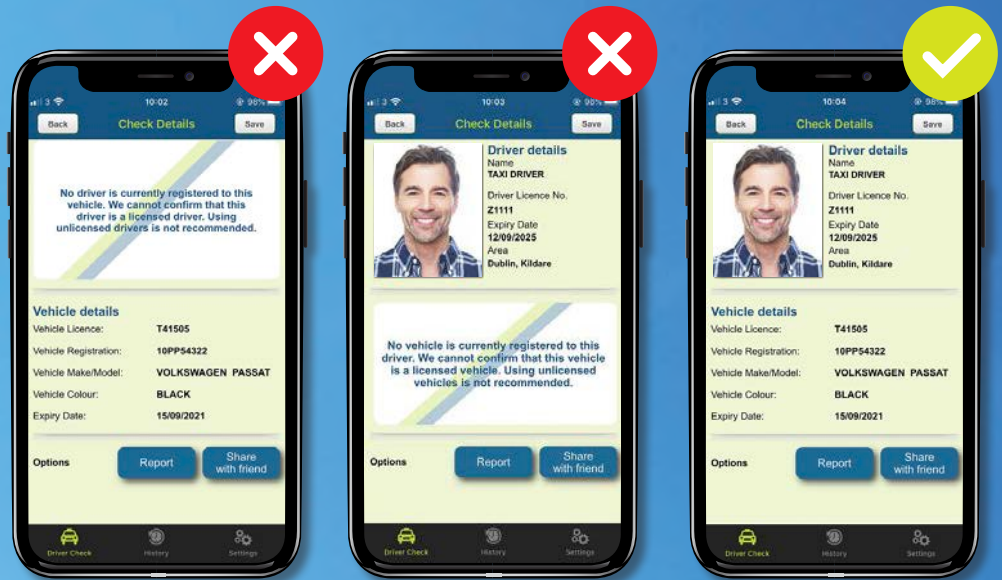 3
10:02
98%
Back
Check Details
Save
No driver is currently registered to this
vehicle. We cannot confirm that this
driver is a licensed driver. Using
unlicensed drivers is not recommended.
Vehicle details
Vehicle Licence: T41505
Vehicle Registration: 10PP54322
Vehicle Make/Model: VOLKSWAGEN PASSAT
Vehicle Colour: BLACK
Expiry Date: 15/09/2021
Options
Report
Share
with friend
Driver Check
History
Settings
3
10:03
98%
Back
Check Details
Save
Driver details
Name
TAXI DRIVER
Driver Licence No.
Z1111
Expiry Date
12/09/2025
Area
Dublin, Kildare
No vehicle is currently registered to this
driver. We cannot confirm that this vehicle
is a licensed vehicle. Using unlicensed
vehicles is not recommended.
Options
Report
Share
with friend
Driver Check
History
Settings
3
10:04
98%
Back
Check Details
Save
Driver details
Name
TAXI DRIVER
Driver Licence No.
Z1111
Expiry Date
12/09/2025
Area
Dublin, Kildare
Vehicle details
Vehicle Licence: T41505
Vehicle Registration: 10PP54322
Vehicle Make/Model: VOLKSWAGEN PASSAT
Vehicle Colour: BLACK
Expiry Date: 15/09/2021
Options
Report
Share
with friend
Driver Check
History
Settings